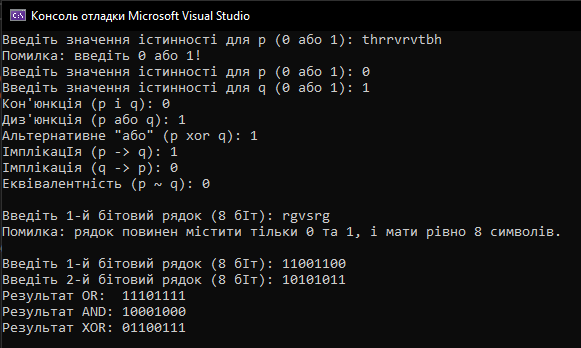 Консоль отладки Microsoft Visual Studio
Введіть значення істинності для p (0 або 1): thrrvrvtbh
Помилка: введіть 0 або 1!
Введіть значення істинності для p (0 або 1): 0
Введіть значення істинності для q (0 або 1): 1
Кон'юнкція (p і q): 0
Диз'юнкція (p або q): 1
Альтернативне "або" (p xor q): 1
ІмплікацІя (p -> q): 1
Імплікація (q -> p): 0
Еквівалентність (p ~ q): 0
Введіть 1-й бітовий рядок (8 бІт): rgvsrg
Помилка: рядок повинен містити тільки 0 та 1, і мати рівно 8 символів.
Введіть 1-й бітовий рядок (8 бІт): 11001100
Введіть 2-й бітовий рядок (8 бІт): 10101011
Результат OR:  11101111
Результат AND: 10001000
Результат XOR: 01100111